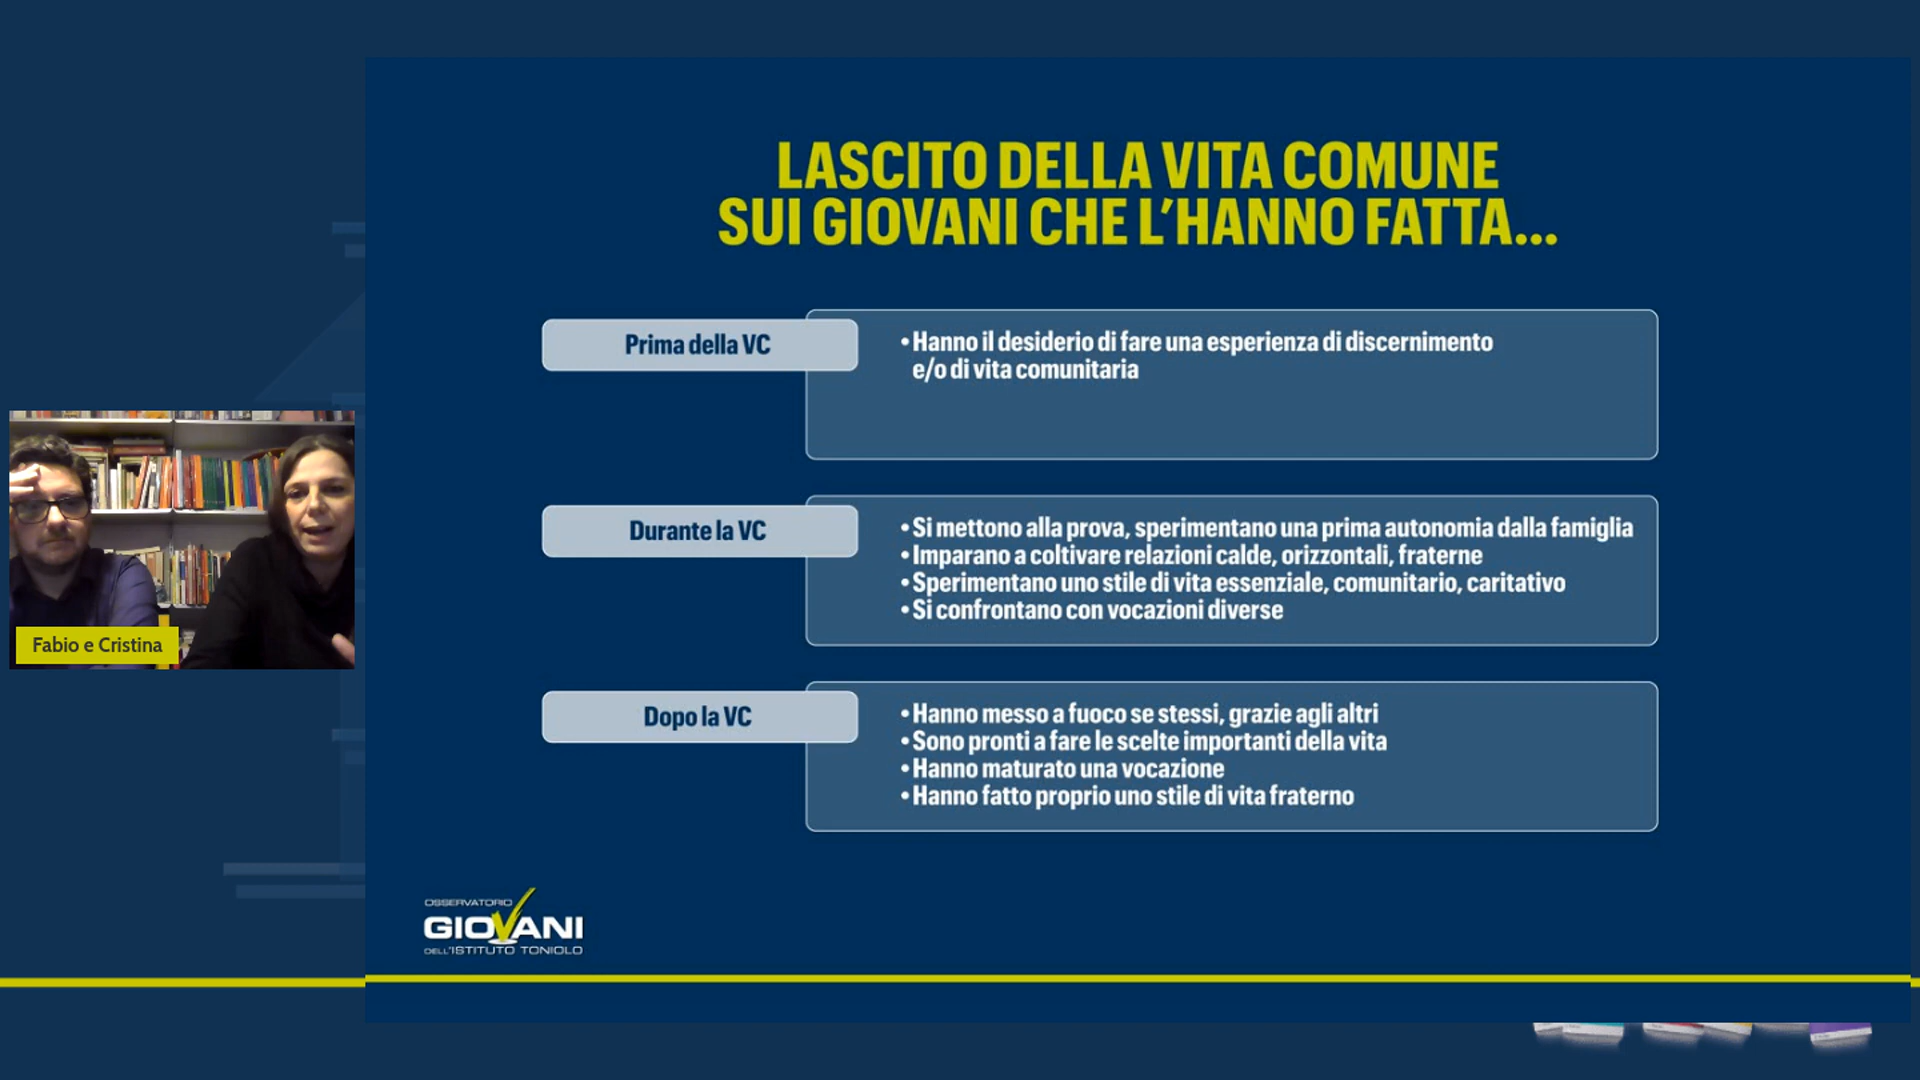 LASCITO DELLA VITA COMUNE
SUI GIOVANI CHE L'HANNO FATTA...
Prima della VC
• Hanno il desiderio di fare una esperienza di discernimento
e/o di vita comunitaria
Durante la VC
• Si mettono alla prova, sperimentano una prima autonomia dalla famiglia
• Imparano a coltivare relazioni calde, orizzontali, fraterne
• Sperimentano uno stile di vita essenziale, comunitario, caritativo
• Si confrontano con vocazioni diverse
Dopo la VC
• Hanno messo a fuoco se stessi, grazie agli altri
• Sono pronti a fare le scelte importanti della vita
• Hanno maturato una vocazione
• Hanno fatto proprio uno stile di vita fraterno
Fabio e Cristina
OSSERVATORIO
GIOVANI
DELL'ISTITUTO TONIOLO